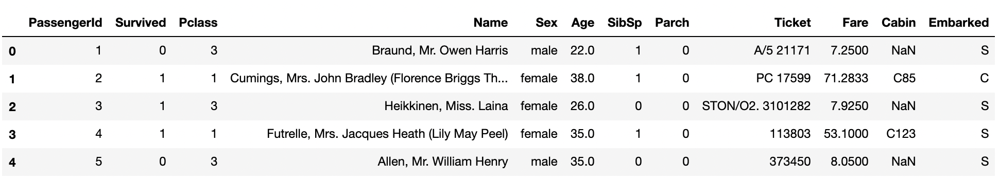 PassengerId Survived Pclass Name Sex Age SibSp Parch Ticket Fare Cabin Embarked
0 1 0 3 Braund, Mr. Owen Harris male 22.0 1 0 A/5 21171 7.2500 NaN S
1 2 1 1 Cumings, Mrs. John Bradley (Florence Briggs Th... female 38.0 1 0 PC 17599 71.2833 C85 C
2 3 1 3 Heikkinen, Miss. Laina female 26.0 0 0 STON/O2. 3101282 7.9250 NaN S
3 4 1 1 Futrelle, Mrs. Jacques Heath (Lily May Peel) female 35.0 1 0 113803 53.1000 C123 S
4 5 0 3 Allen, Mr. William Henry male 35.0 0 0 373450 8.0500 NaN S